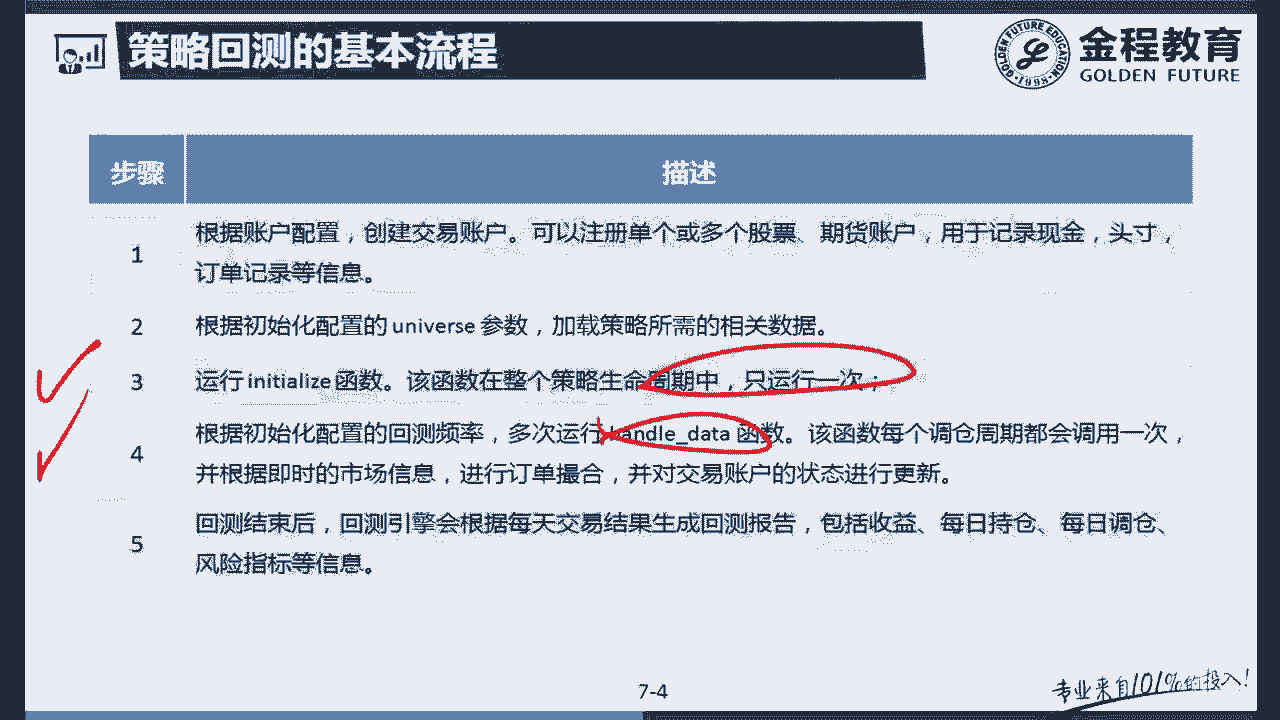 策略回测的基本流程
GOLDEN FUTURE EDUCATION
1998
金程教育
GOLDEN FUTURE
步骤
描述
1
根据账户配置，创建交易账户。可以注册单个或多个股票、期货账户，用于记录现金，头寸，
订单记录等信息。
2
根据初始化配置的 universe 参数，加载策略所需的相关数据。
3
运行 initialize 函数。该函数在整个策略生命周期中，只运行一次；
4
根据初始化配置的回测频率，多次运行 handle_data 函数。该函数每个调仓周期都会调用一次，
并根据即时的市场信息，进行订单撮合，并对交易账户的状态进行更新。
5
回测结束后，回测引擎会根据每天交易结果生成回测报告，包括收益、每日持仓、每日调仓、
风险指标等信息。
7-4
专业来自101%的投入!